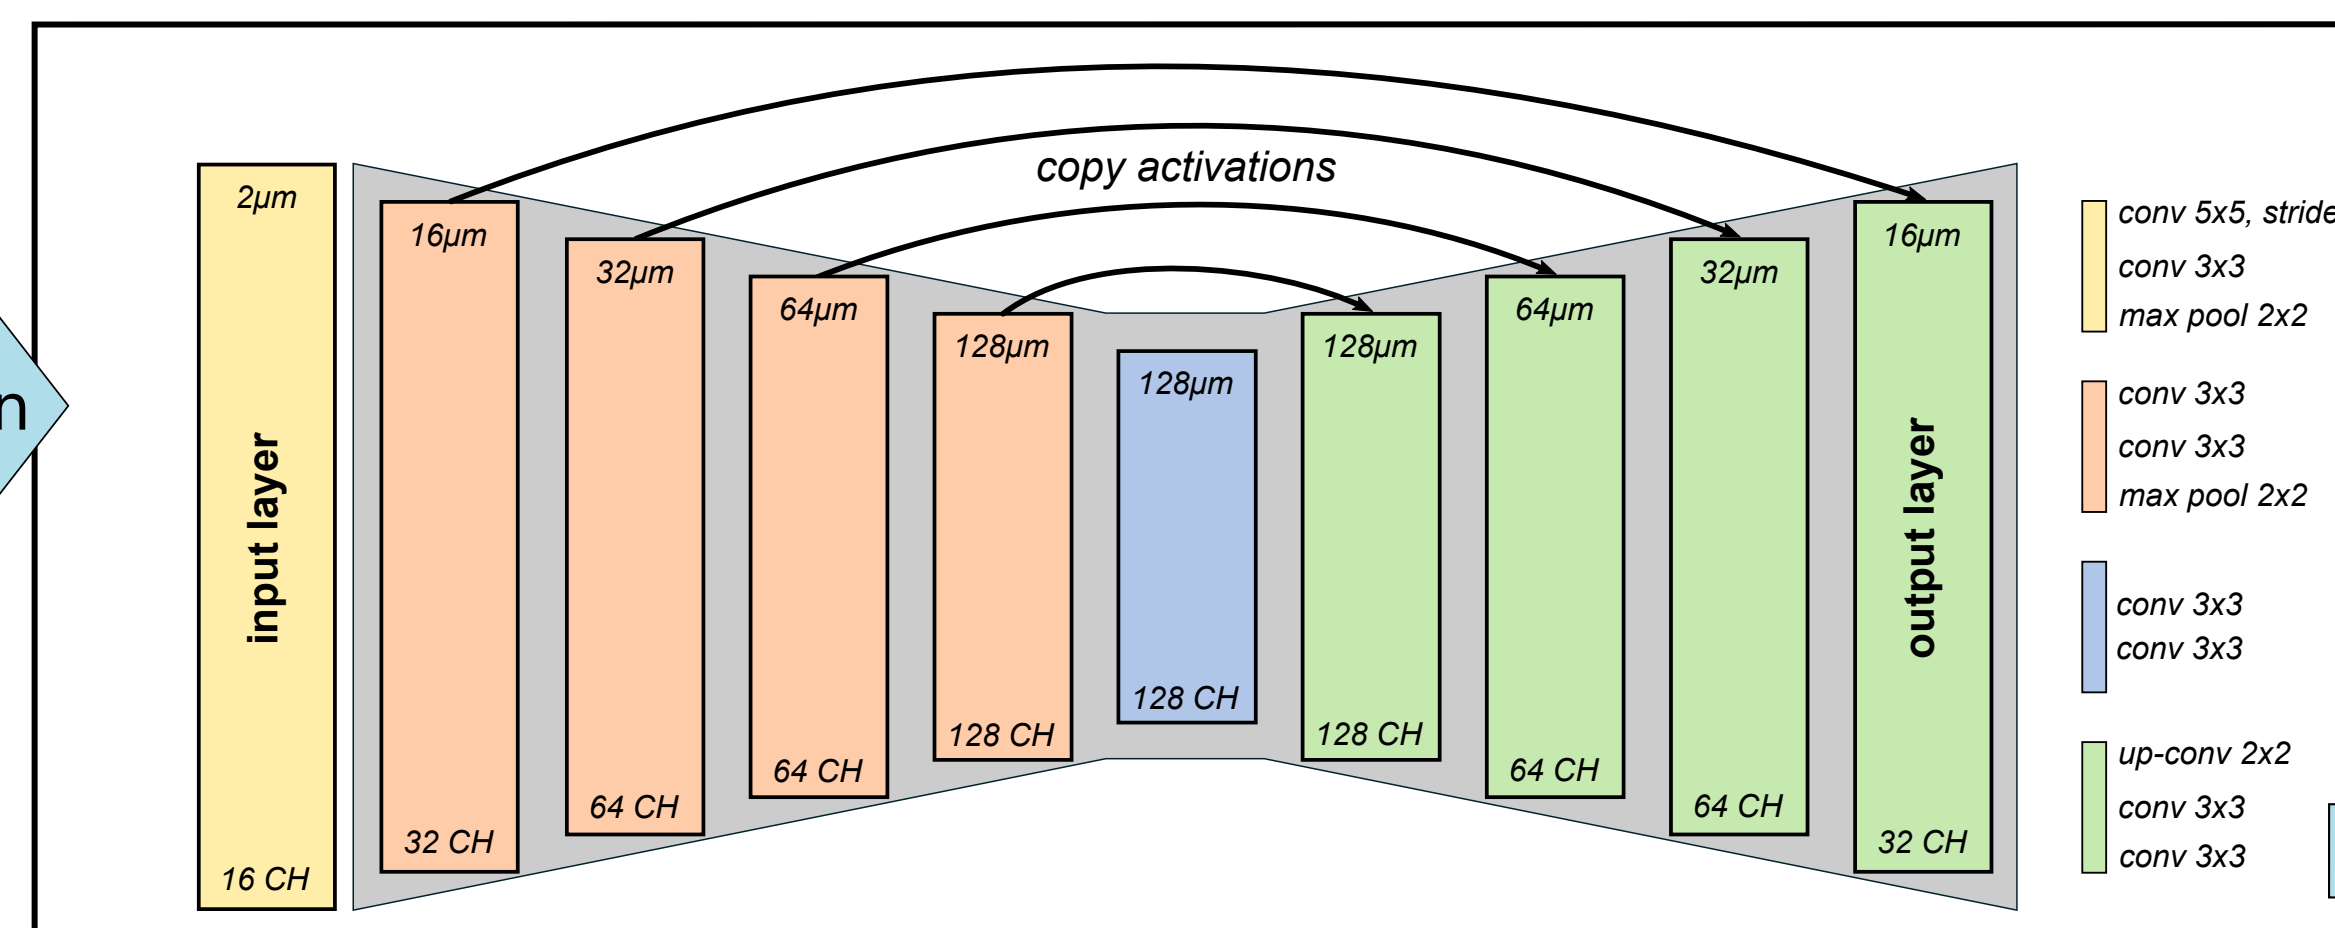 copy activations
2µm
input layer
16 CH
16µm
32 CH
32µm
64 CH
64µm
64 CH
128µm
128 CH
128µm
128 CH
128µm
128 CH
64µm
64 CH
32µm
64 CH
16µm
output layer
32 CH
conv 5x5, stride
conv 3x3
max pool 2x2
conv 3x3
conv 3x3
max pool 2x2
conv 3x3
conv 3x3
up-conv 2x2
conv 3x3
conv 3x3